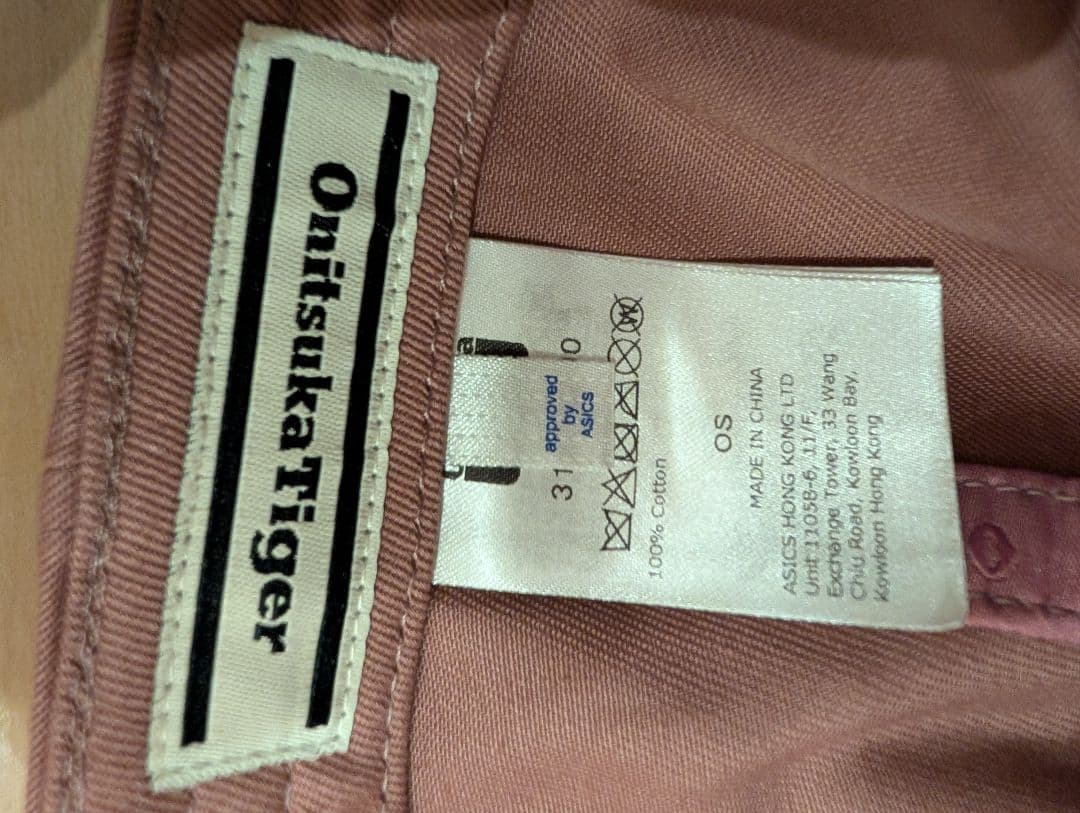 Onitsuka Tiger
approved
by
ASICS
31
0
100% Cotton
OS
MADE IN CHINA
ASICS HONG KONG LTD
Unit 1105B-6, 11/F,
Exchange Tower, 33 Wang
Chiu Road, Kowloon Bay,
Kowloon Hong Kong